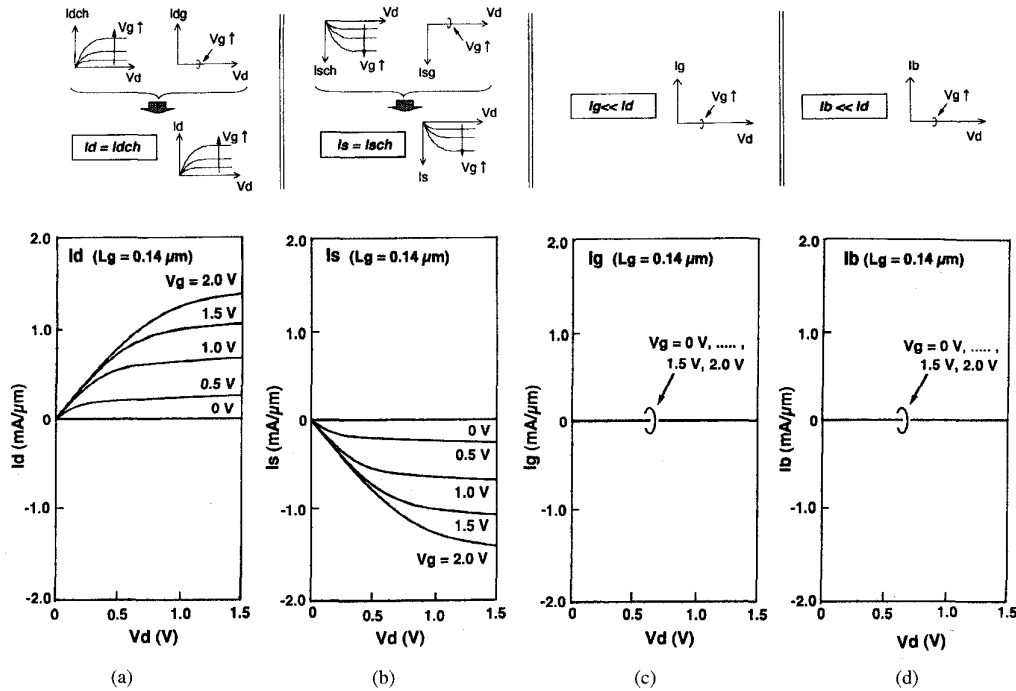 Idch
Vg ↑
Vd
Idg
Vg ↑
Vd
Id = Idch
Id
Vg ↑
Vd
Vd
Isch
Vg ↑
Vd
Isg
Vg ↑
Is = Isch
Vd
Is
Vg ↑
Ig<< Id
Ig
Vg ↑
Vd
Ib << Id
Ib
Vg ↑
Vd
Id (Lg = 0.14 µm)
Vg = 2.0 V
1.5 V
1.0 V
0.5 V
0 V
2.0
1.0
0
-1.0
-2.0
Id (mA/µm)
0
0.5
1.0
1.5
Vd (V)
(a)
Is (Lg = 0.14 µm)
0 V
0.5 V
1.0 V
1.5 V
Vg = 2.0 V
2.0
1.0
0
-1.0
-2.0
Is (mA/µm)
0
0.5
1.0
1.5
Vd (V)
(b)
Ig (Lg = 0.14 µm)
Vg = 0 V, ..... ,
1.5 V, 2.0 V
2.0
1.0
0
-1.0
-2.0
Ig (mA/µm)
0
0.5
1.0
1.5
Vd (V)
(c)
Ib (Lg = 0.14 µm)
Vg = 0 V, ..... ,
1.5 V, 2.0 V
2.0
1.0
0
-1.0
-2.0
Ib (mA/µm)
0
0.5
1.0
1.5
Vd (V)
(d)